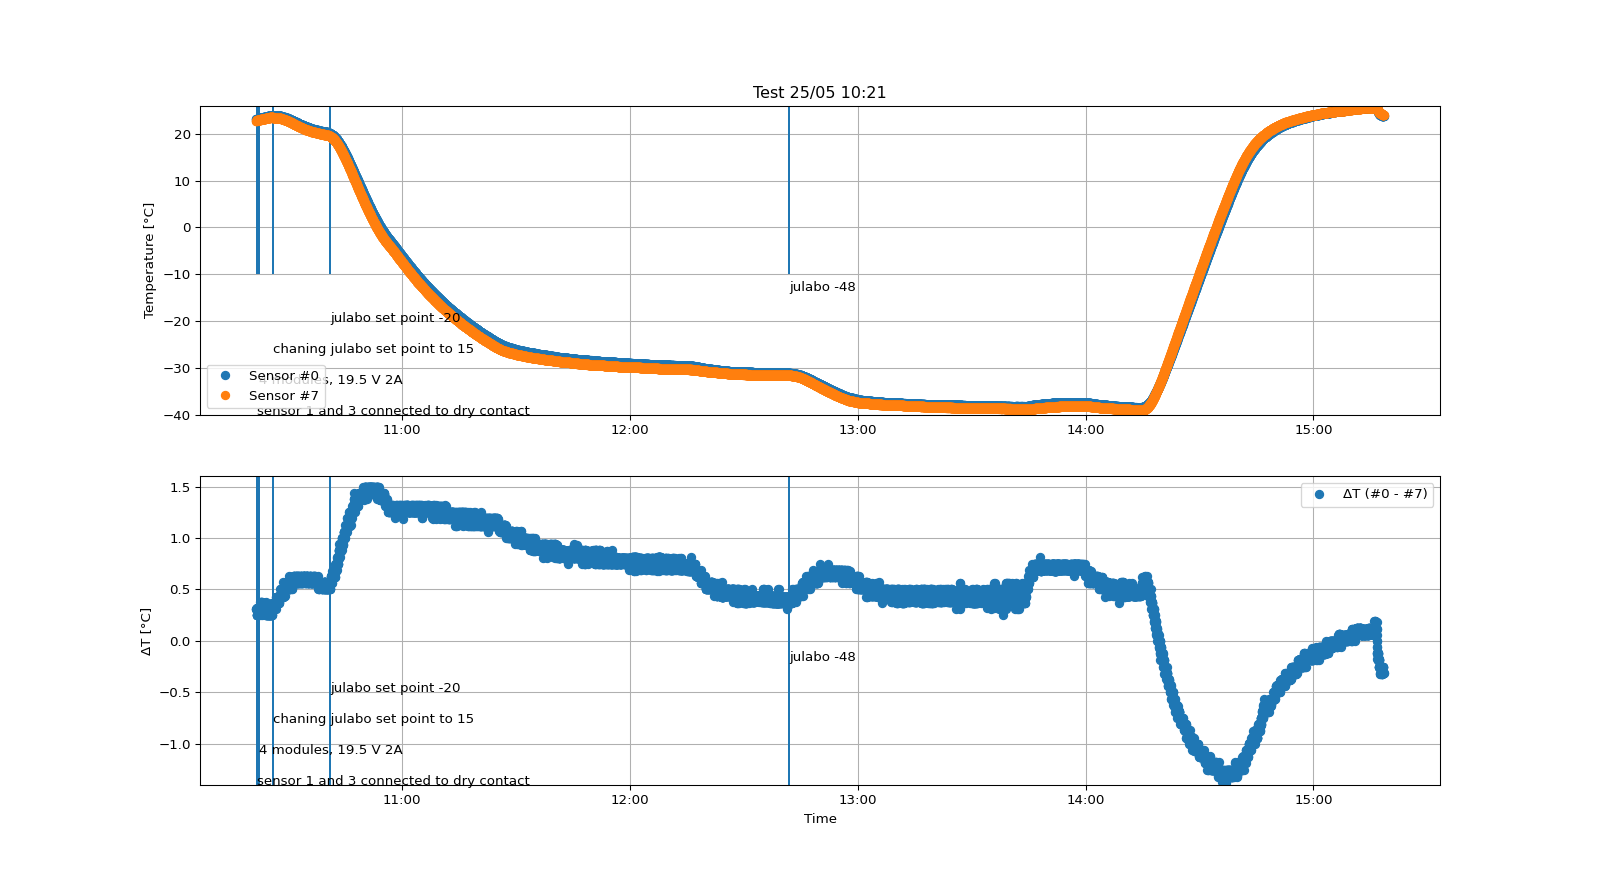 Test 25/05 10:21
Temperature [°C]
20
10
0
−10
−20
−30
−40
julabo -48
julabo set point -20
chaning julabo set point to 15
4 modules, 19.5 V 2A
sensor 1 and 3 connected to dry contact
Sensor #0
Sensor #7
11:00
12:00
13:00
14:00
15:00
ΔT [°C]
1.5
1.0
0.5
0.0
−0.5
−1.0
ΔT (#0 - #7)
julabo -48
julabo set point -20
chaning julabo set point to 15
4 modules, 19.5 V 2A
sensor 1 and 3 connected to dry contact
11:00
12:00
13:00
14:00
15:00
Time